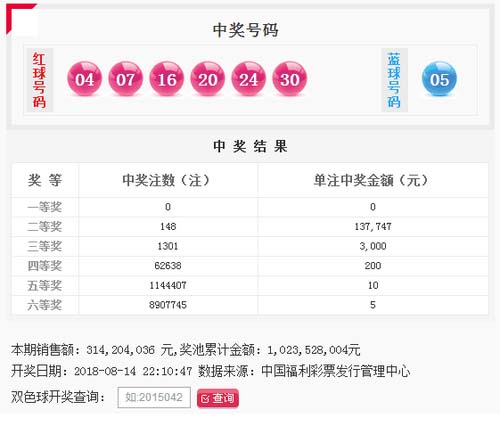 中奖号码
红球号码 04 07 16 20 24 30 蓝球号码 05
中 奖 结 果
奖 等 中奖注数（注） 单注中奖金额（元）
一等奖 0 0
二等奖 148 137,747
三等奖 1301 3,000
四等奖 62638 200
五等奖 1144407 10
六等奖 8907745 5
本期销售额：314,204,036 元,奖池累计金额：1,023,528,004元
开奖日期：2018-08-14 22:10:47 数据来源：中国福利彩票发行管理中心
双色球开奖查询： 如:2015042 查询